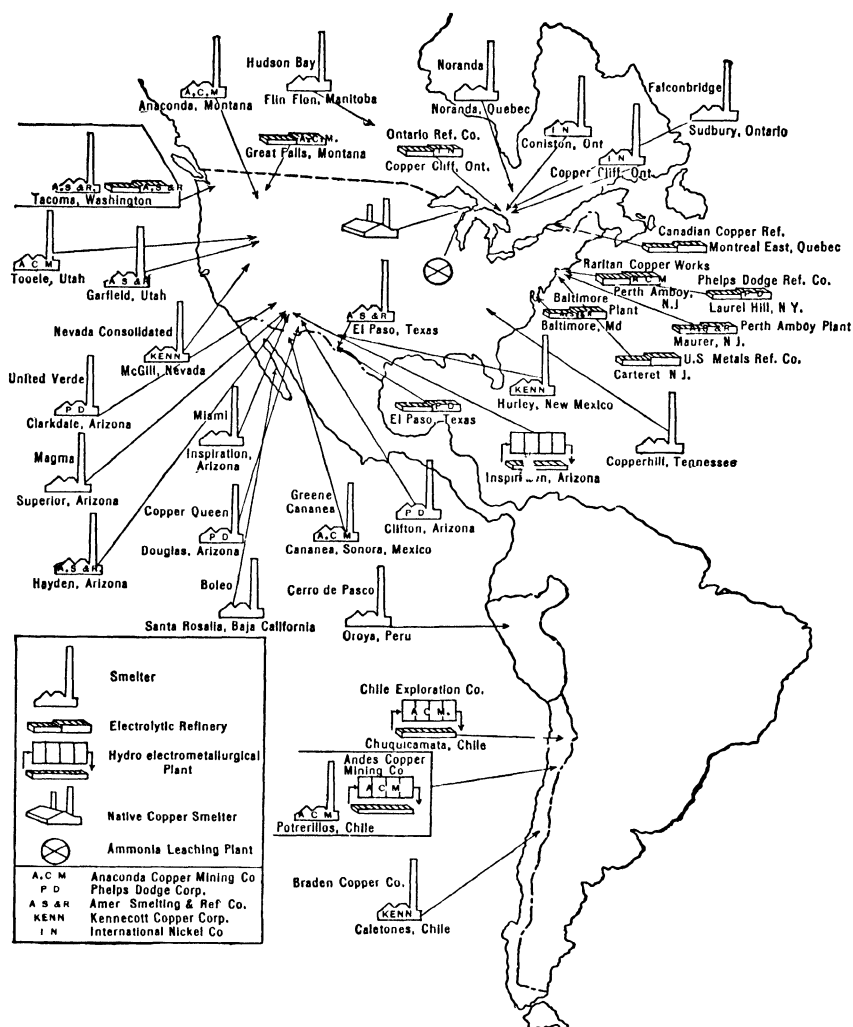 Hudson Bay
Flin Flon, Manitoba
A, C, M
Anaconda, Montana
Noranda
Noranda, Quebec
Falconbridge
Sudbury, Ontario
I N
Coniston, Ont
I N
Copper Cliff, Ont.
A, C, M.
Great Falls, Montana
Ontario Ref. Co.
I N
Copper Cliff, Ont.
A, S & R.
A, S & R
Tacoma, Washington
A C M
Tooele, Utah
A S & R
Garfield, Utah
Canadian Copper Ref.
Montreal East, Quebec
Raritan Copper Works
A C M
Perth Amboy,
N.J
Phelps Dodge Ref. Co.
P D
Laurel Hill, N Y.
Baltimore
Plant
Baltimore, Md
Perth Amboy Plant
Maurer, N J.
U.S Metals Ref. Co.
Carteret N J.
A S & R
El Paso, Texas
Nevada Consolidated
KENN
McGill, Nevada
KENN
Hurley, New Mexico
United Verde
P D
Clarkdale, Arizona
Miami
Inspiration,
Arizona
P D
El Paso, Texas
Arizona
Copperhill, Tennessee
Magma
Superior, Arizona
Copper Queen
P D
Douglas, Arizona
Greene
Cananea
A, C M
Cananea, Sonora, Mexico
P D
Clifton, Arizona
A, S & R.
Hayden, Arizona
Boleo
Santa Rosalia, Baja California
Cerro de Pasco
Oroya, Peru
Chile Exploration Co.
A C M.
Chuquicamata, Chile
Andes Copper
Mining Co
A C M
A C M
Potrerillos, Chile
Braden Copper Co.
KENN
Caletones, Chile
Smelter
Electrolytic Refinery
Hydro electrometallurgical
Plant
Native Copper Smelter
Ammonia Leaching Plant
A, C M Anaconda Copper Mining Co
P D Phelps Dodge Corp.
A S & R Amer Smelting & Ref Co.
KENN Kennecott Copper Corp.
I N International Nickel Co